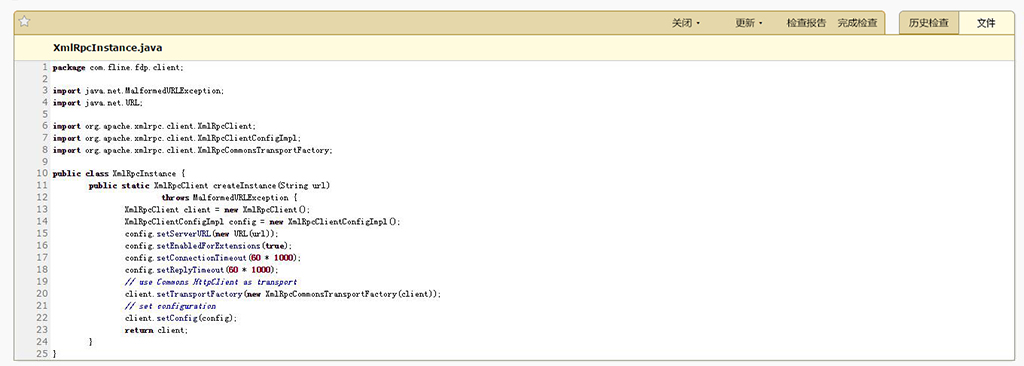 关闭 更新 检查报告 完成检查 历史检查 文件
XmlRpcInstance.java
1 package com.fline.fdp.client;
2
3 import java.net.MalformedURLException;
4 import java.net.URL;
5
6 import org.apache.xmlrpc.client.XmlRpcClient;
7 import org.apache.xmlrpc.client.XmlRpcClientConfigImpl;
8 import org.apache.xmlrpc.client.XmlRpcCommonsTransportFactory;
9
10 public class XmlRpcInstance {
11 public static XmlRpcClient createInstance(String url)
12 throws MalformedURLException {
13 XmlRpcClient client = new XmlRpcClient();
14 XmlRpcClientConfigImpl config = new XmlRpcClientConfigImpl();
15 config.setServerURL(new URL(url));
16 config.setEnabledForExtensions(true);
17 config.setConnectionTimeout(60 * 1000);
18 config.setReplyTimeout(60 * 1000);
19 // use Commons HttpClient as transport
20 client.setTransportFactory(new XmlRpcCommonsTransportFactory(client));
21 // set configuration
22 client.setConfig(config);
23 return client;
24 }
25 }